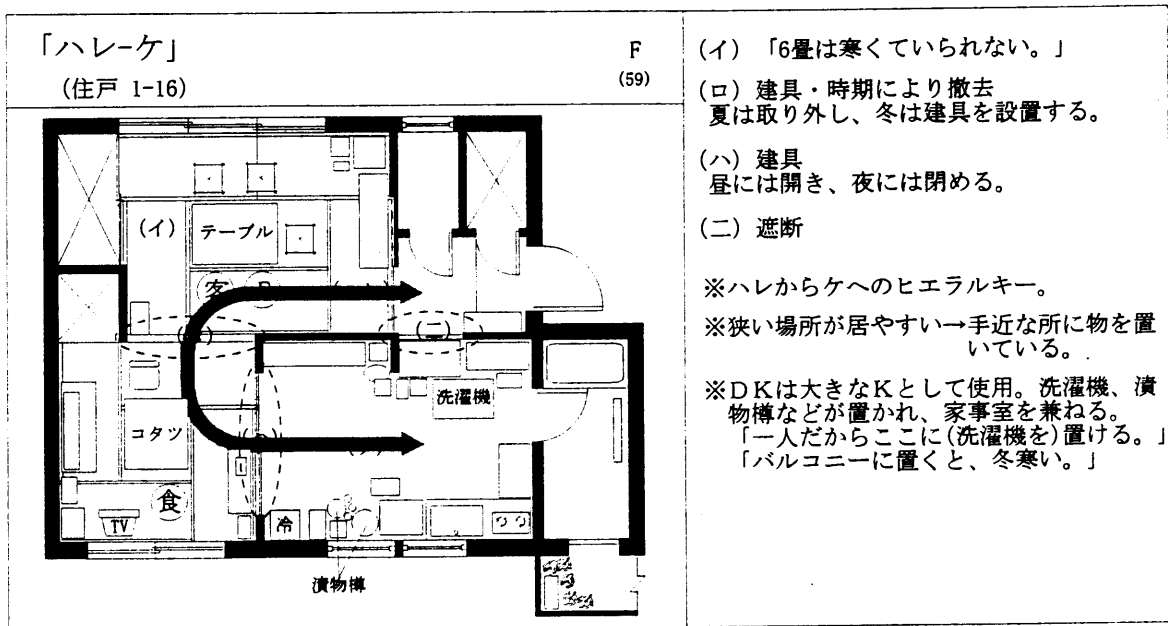 「ハレ-ケ」
(住戸 1-16)
F
(59)
(イ)
テーブル
客
(ニ)
洗濯機
コタツ
食
TV
冷
漬物樽
(イ) 「6畳は寒くていられない。」
(ロ) 建具・時期により撤去
夏は取り外し、冬は建具を設置する。
(ハ) 建具
昼には開き、夜には閉める。
(ニ) 遮断
※ハレからケへのヒエラルキー。
※狭い場所が居やすい→手近な所に物を置
いている。
※DKは大きなKとして使用。洗濯機、漬
物樽などが置かれ、家事室を兼ねる。
「一人だからここに(洗濯機を)置ける。」
「バルコニーに置くと、冬寒い。」